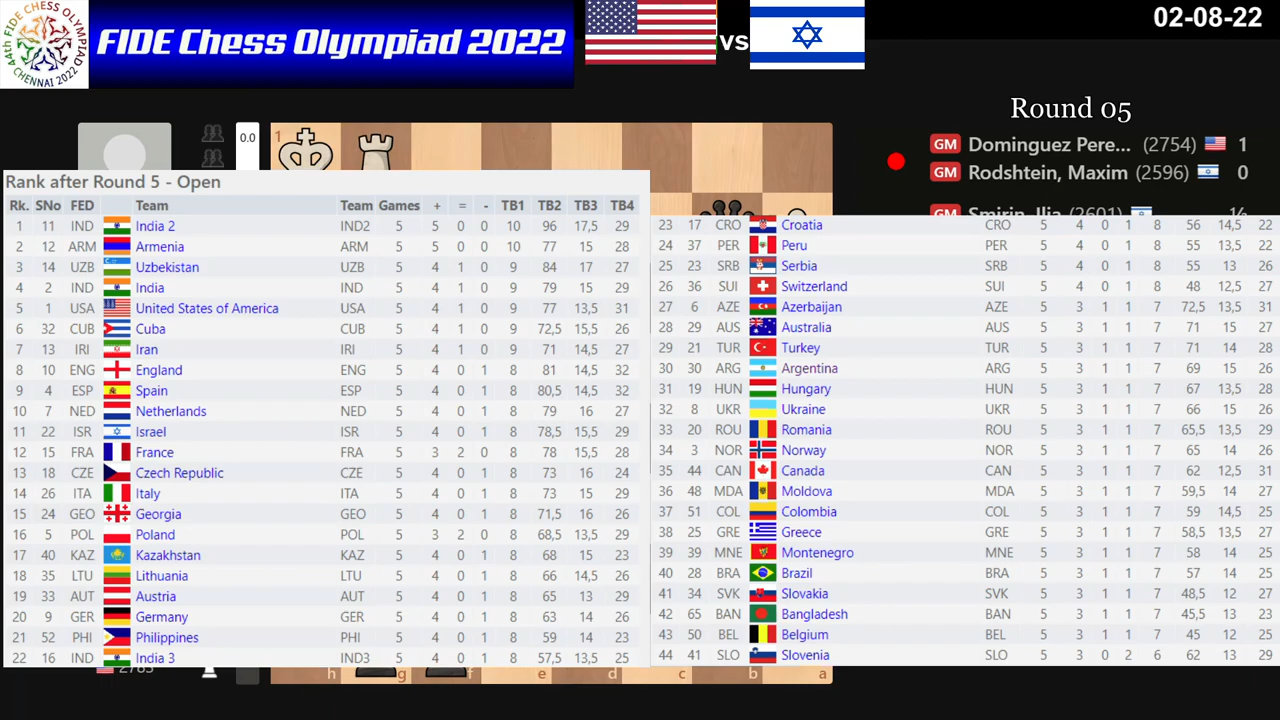 44th FIDE CHESS OLYMPIAD
CHENNAI 2022
FIDE Chess Olympiad 2022
vs
02-08-22
Round 05
GM Dominguez Pere... (2754) 1
GM Rodshtein, Maxim (2596) 0
GM Smirin, Ilia (2601) ½
0.0
1
Rank after Round 5 - Open
Rk. SNo FED Team Team Games + = - TB1 TB2 TB3 TB4
1 11 IND India 2 IND2 5 5 0 0 10 96 17,5 29
2 12 ARM Armenia ARM 5 5 0 0 10 77 15 28
3 14 UZB Uzbekistan UZB 5 4 1 0 9 84 17 27
4 2 IND India IND 5 4 1 0 9 79 15 29
5 1 USA United States of America USA 5 4 1 0 9 77 13,5 31
6 32 CUB Cuba CUB 5 4 1 0 9 72,5 15,5 26
7 13 IRI Iran IRI 5 4 1 0 9 71 14,5 27
8 10 ENG England ENG 5 4 0 1 8 81 14,5 32
9 4 ESP Spain ESP 5 4 0 1 8 80,5 14,5 32
10 7 NED Netherlands NED 5 4 0 1 8 79 16 27
11 22 ISR Israel ISR 5 4 0 1 8 78,5 15,5 29
12 15 FRA France FRA 5 3 2 0 8 78 15,5 28
13 18 CZE Czech Republic CZE 5 4 0 1 8 73 16 24
14 26 ITA Italy ITA 5 4 0 1 8 73 15 29
15 24 GEO Georgia GEO 5 4 0 1 8 71,5 16 26
16 5 POL Poland POL 5 3 2 0 8 68,5 13,5 29
17 40 KAZ Kazakhstan KAZ 5 4 0 1 8 68 15 23
18 35 LTU Lithuania LTU 5 4 0 1 8 66 14,5 26
19 33 AUT Austria AUT 5 4 0 1 8 65 13 29
20 9 GER Germany GER 5 4 0 1 8 63 14 26
21 52 PHI Philippines PHI 5 4 0 1 8 59 14 23
22 16 IND India 3 IND3 5 4 0 1 8 57,5 13,5 25
23 17 CRO Croatia CRO 5 4 0 1 8 56 14,5 22
24 37 PER Peru PER 5 4 0 1 8 55 13,5 22
25 23 SRB Serbia SRB 5 4 0 1 8 55 13 26
26 36 SUI Switzerland SUI 5 4 0 1 8 48 12,5 27
27 6 AZE Azerbaijan AZE 5 3 1 1 7 72,5 13,5 31
28 29 AUS Australia AUS 5 3 1 1 7 71 15 27
29 21 TUR Turkey TUR 5 3 1 1 7 71 14 28
30 30 ARG Argentina ARG 5 3 1 1 7 69 15 26
31 19 HUN Hungary HUN 5 3 1 1 7 67 13,5 28
32 8 UKR Ukraine UKR 5 3 1 1 7 66 15 26
33 20 ROU Romania ROU 5 3 1 1 7 65,5 13,5 29
34 3 NOR Norway NOR 5 3 1 1 7 65 14 26
35 44 CAN Canada CAN 5 3 1 1 7 62 12,5 31
36 48 MDA Moldova MDA 5 3 1 1 7 59,5 14 27
37 51 COL Colombia COL 5 3 1 1 7 59 14,5 25
38 25 GRE Greece GRE 5 3 1 1 7 58,5 13,5 27
39 39 MNE Montenegro MNE 5 3 1 1 7 58 14 25
40 28 BRA Brazil BRA 5 3 1 1 7 57 14 25
41 34 SVK Slovakia SVK 5 3 1 1 7 48,5 12 27
42 65 BAN Bangladesh BAN 5 3 1 1 7 45,5 13 23
43 50 BEL Belgium BEL 5 3 1 1 7 45 12 25
44 41 SLO Slovenia SLO 5 3 0 2 6 62 13 29
h g f e d c b a